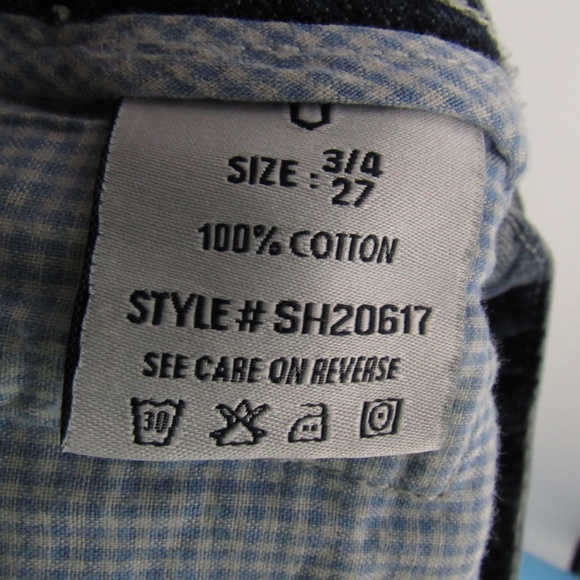 SIZE : 3/4
27
100% COTTON
STYLE # SH20617
SEE CARE ON REVERSE
30